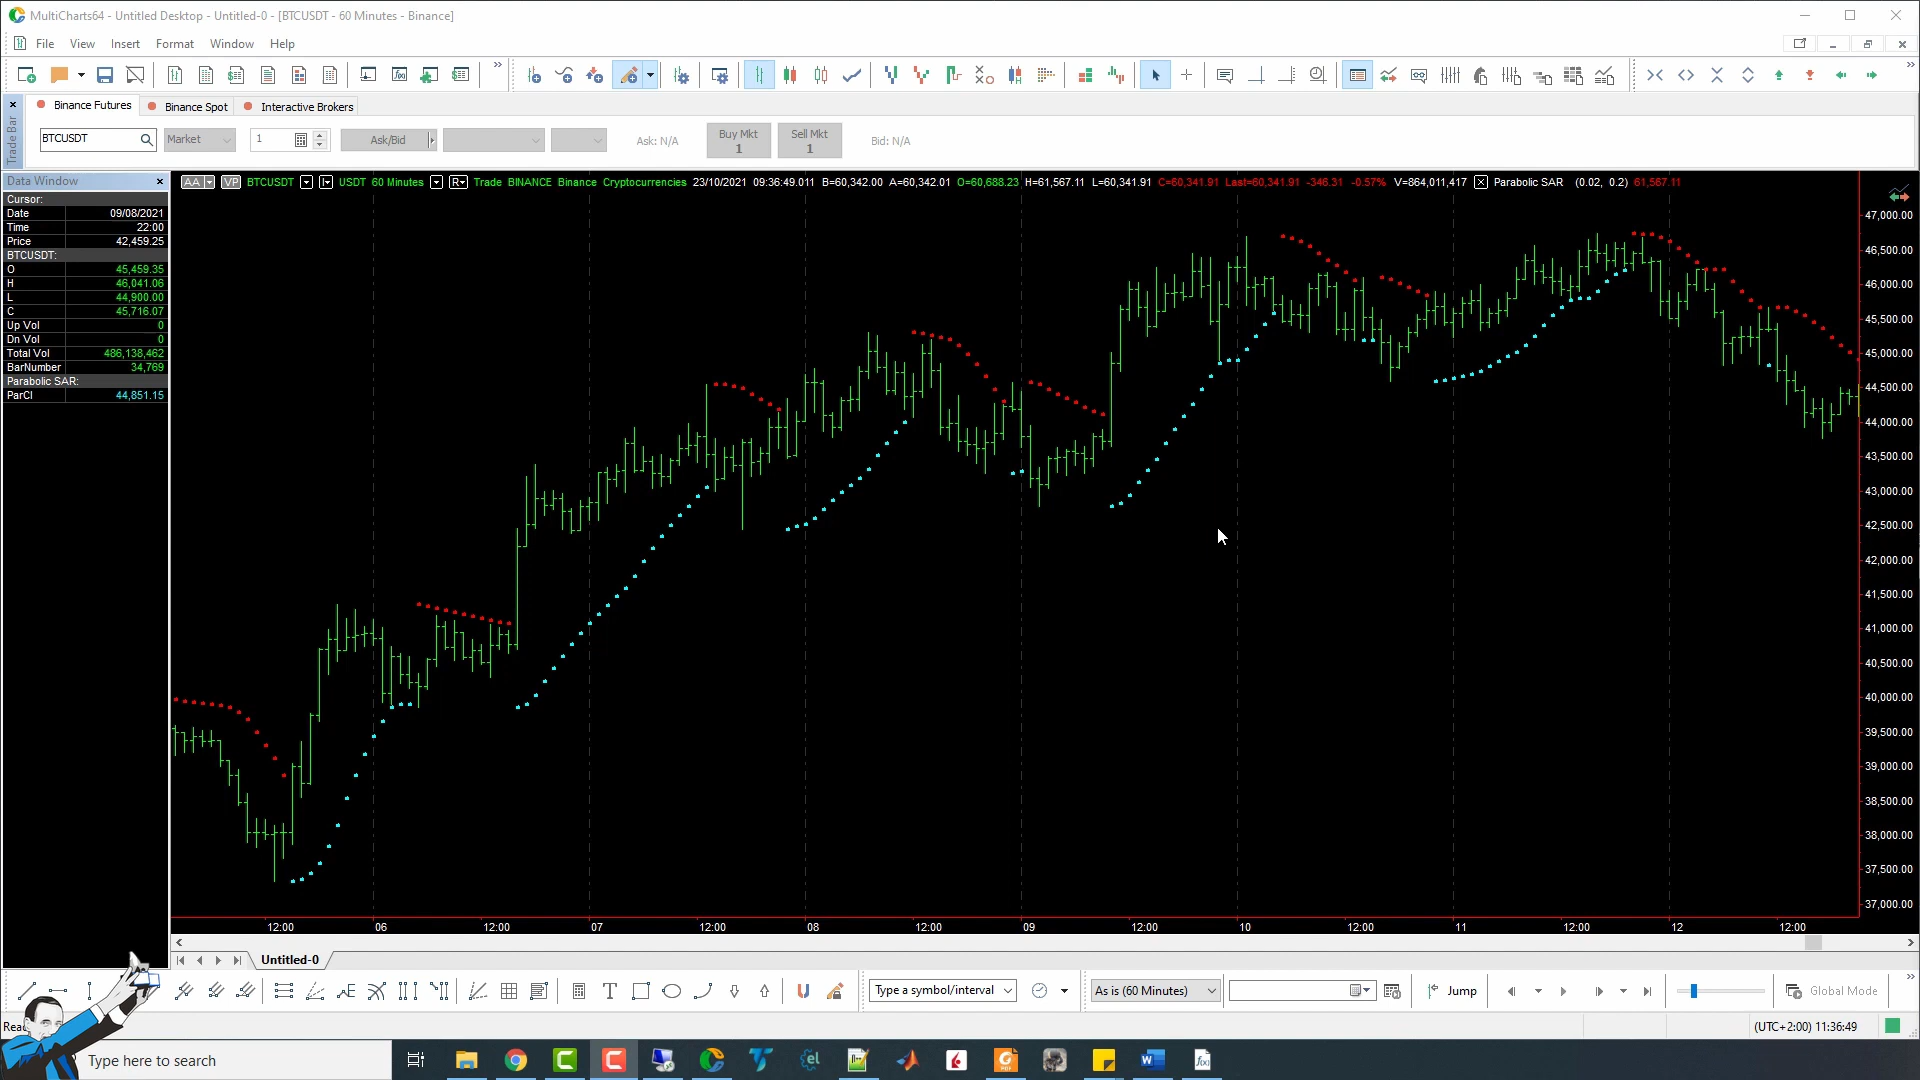 MultiCharts64 - Untitled Desktop - Untitled-0 - [BTCUSDT - 60 Minutes - Binance]
File View Insert Format Window Help
Trade Bar
Binance Futures Binance Spot Interactive Brokers
BTCUSDT Market 1 Ask/Bid Ask: N/A Buy Mkt 1 Sell Mkt 1 Bid: N/A
Data Window
Cursor:
Date 09/08/2021
Time 22:00
Price 42,459.25
BTCUSDT:
O 45,459.35
H 46,041.06
L 44,900.00
C 45,716.07
Up Vol 0
Dn Vol 0
Total Vol 486,138,462
BarNumber 34,769
Parabolic SAR:
ParCl 44,851.15
AA VP BTCUSDT USDT 60 Minutes R Trade BINANCE Binance Cryptocurrencies 23/10/2021 09:36:49.011 B=60,342.00 A=60,342.01 O=60,688.23 H=61,567.11 L=60,341.91 C=60,341.91 Last=60,341.91 -346.31 -0.57% V=864,011,417 Parabolic SAR (0.02, 0.2) 61,567.11
47,000.00
46,500.00
46,000.00
45,500.00
45,000.00
44,500.00
44,000.00
43,500.00
43,000.00
42,500.00
42,000.00
41,500.00
41,000.00
40,500.00
40,000.00
39,500.00
39,000.00
38,500.00
38,000.00
37,500.00
37,000.00
12:00 06 12:00 07 12:00 08 12:00 09 12:00 10 12:00 11 12:00 12 12:00
Untitled-0
Type a symbol/interval As is (60 Minutes) Jump Global Mode
Rea
(UTC+2:00) 11:36:49
Type here to search